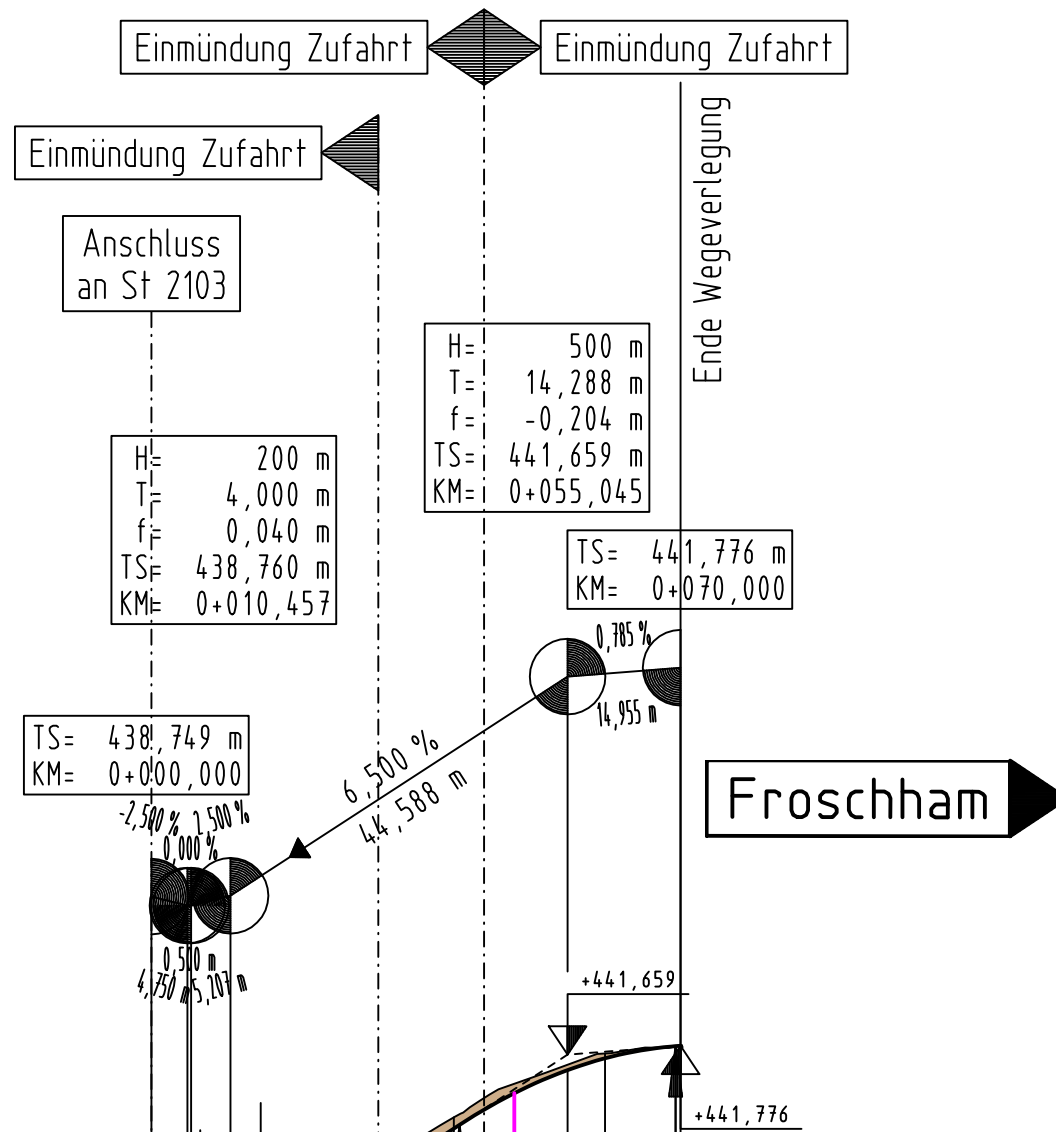 Einmündung Zufahrt
Einmündung Zufahrt
Einmündung Zufahrt
Anschluss
an St 2103
Ende Wegeverlegung
H= 500 m
T= 14,288 m
f= -0,204 m
TS= 441,659 m
KM= 0+055,045
H= 200 m
T= 4,000 m
f= 0,040 m
TS= 438,760 m
KM= 0+010,457
TS= 441,776 m
KM= 0+070,000
0,785 %
14,955 m
TS= 438,749 m
KM= 0+000,000
6,500 %
44,588 m
Froschham
-2,500 %
2,500 %
0,000 %
0,500 m
4,750 m
5,207 m
+441,659
+441,776